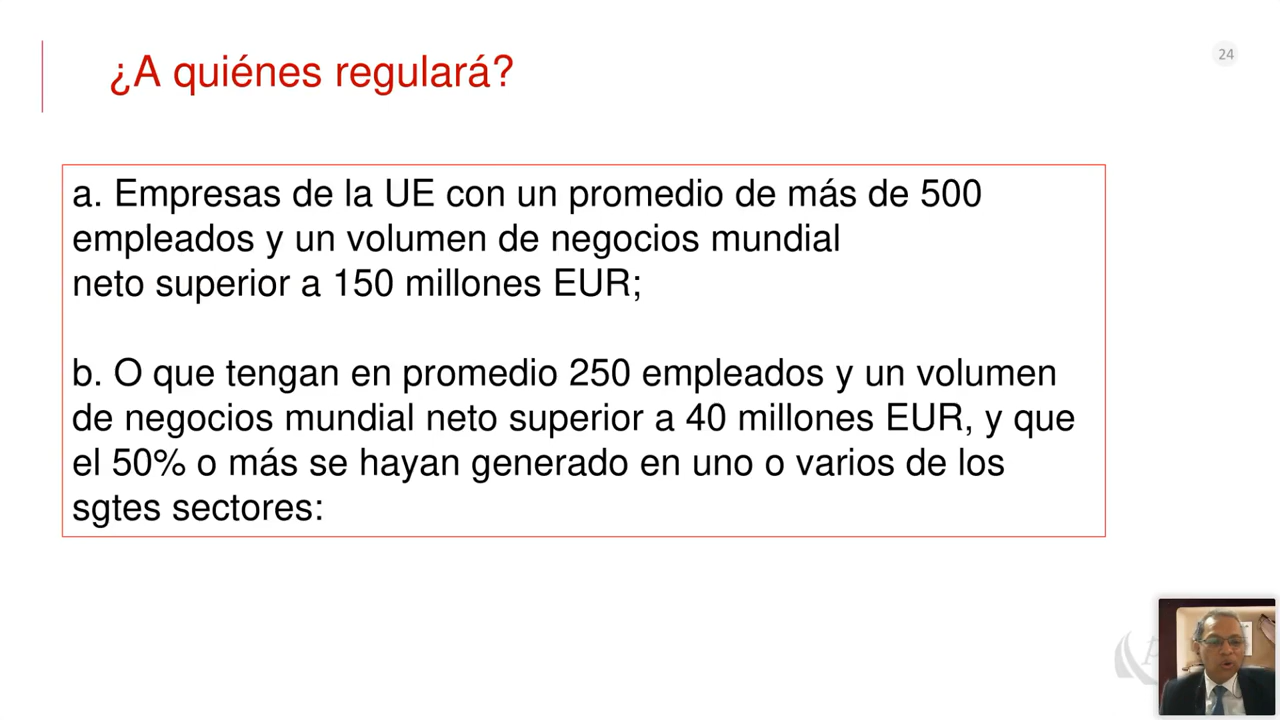 ¿A quiénes regulará?
24
a. Empresas de la UE con un promedio de más de 500
empleados y un volumen de negocios mundial
neto superior a 150 millones EUR;
b. O que tengan en promedio 250 empleados y un volumen
de negocios mundial neto superior a 40 millones EUR, y que
el 50% o más se hayan generado en uno o varios de los
sgtes sectores: